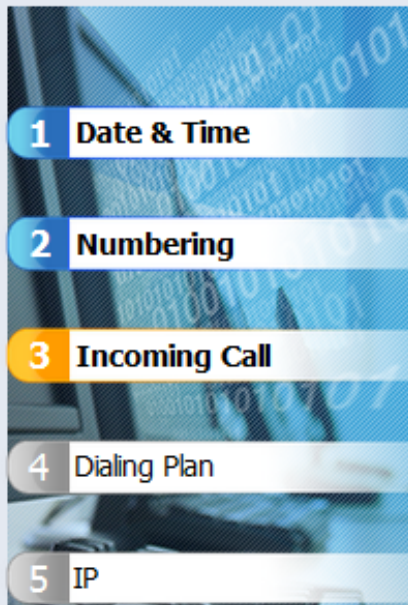 1 Date & Time
2 Numbering
3 Incoming Call
4 Dialing Plan
5 IP